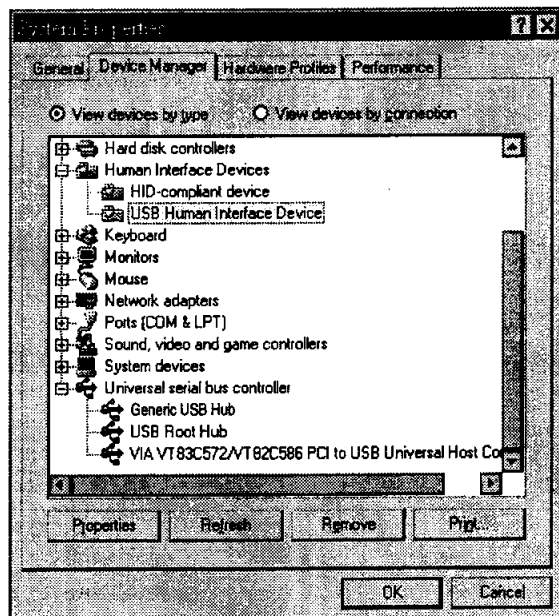 System Properties
General Device Manager Hardware Profiles Performance
View devices by type View devices by connection
Hard disk controllers
Human Interface Devices
HID-compliant device
USB Human Interface Device
Keyboard
Monitors
Mouse
Network adapters
Ports (COM & LPT)
Sound, video and game controllers
System devices
Universal serial bus controller
Generic USB Hub
USB Root Hub
VIA VT83C572/VT82C586 PCI to USB Universal Host Co
Properties Refresh Remove Print...
OK Cancel